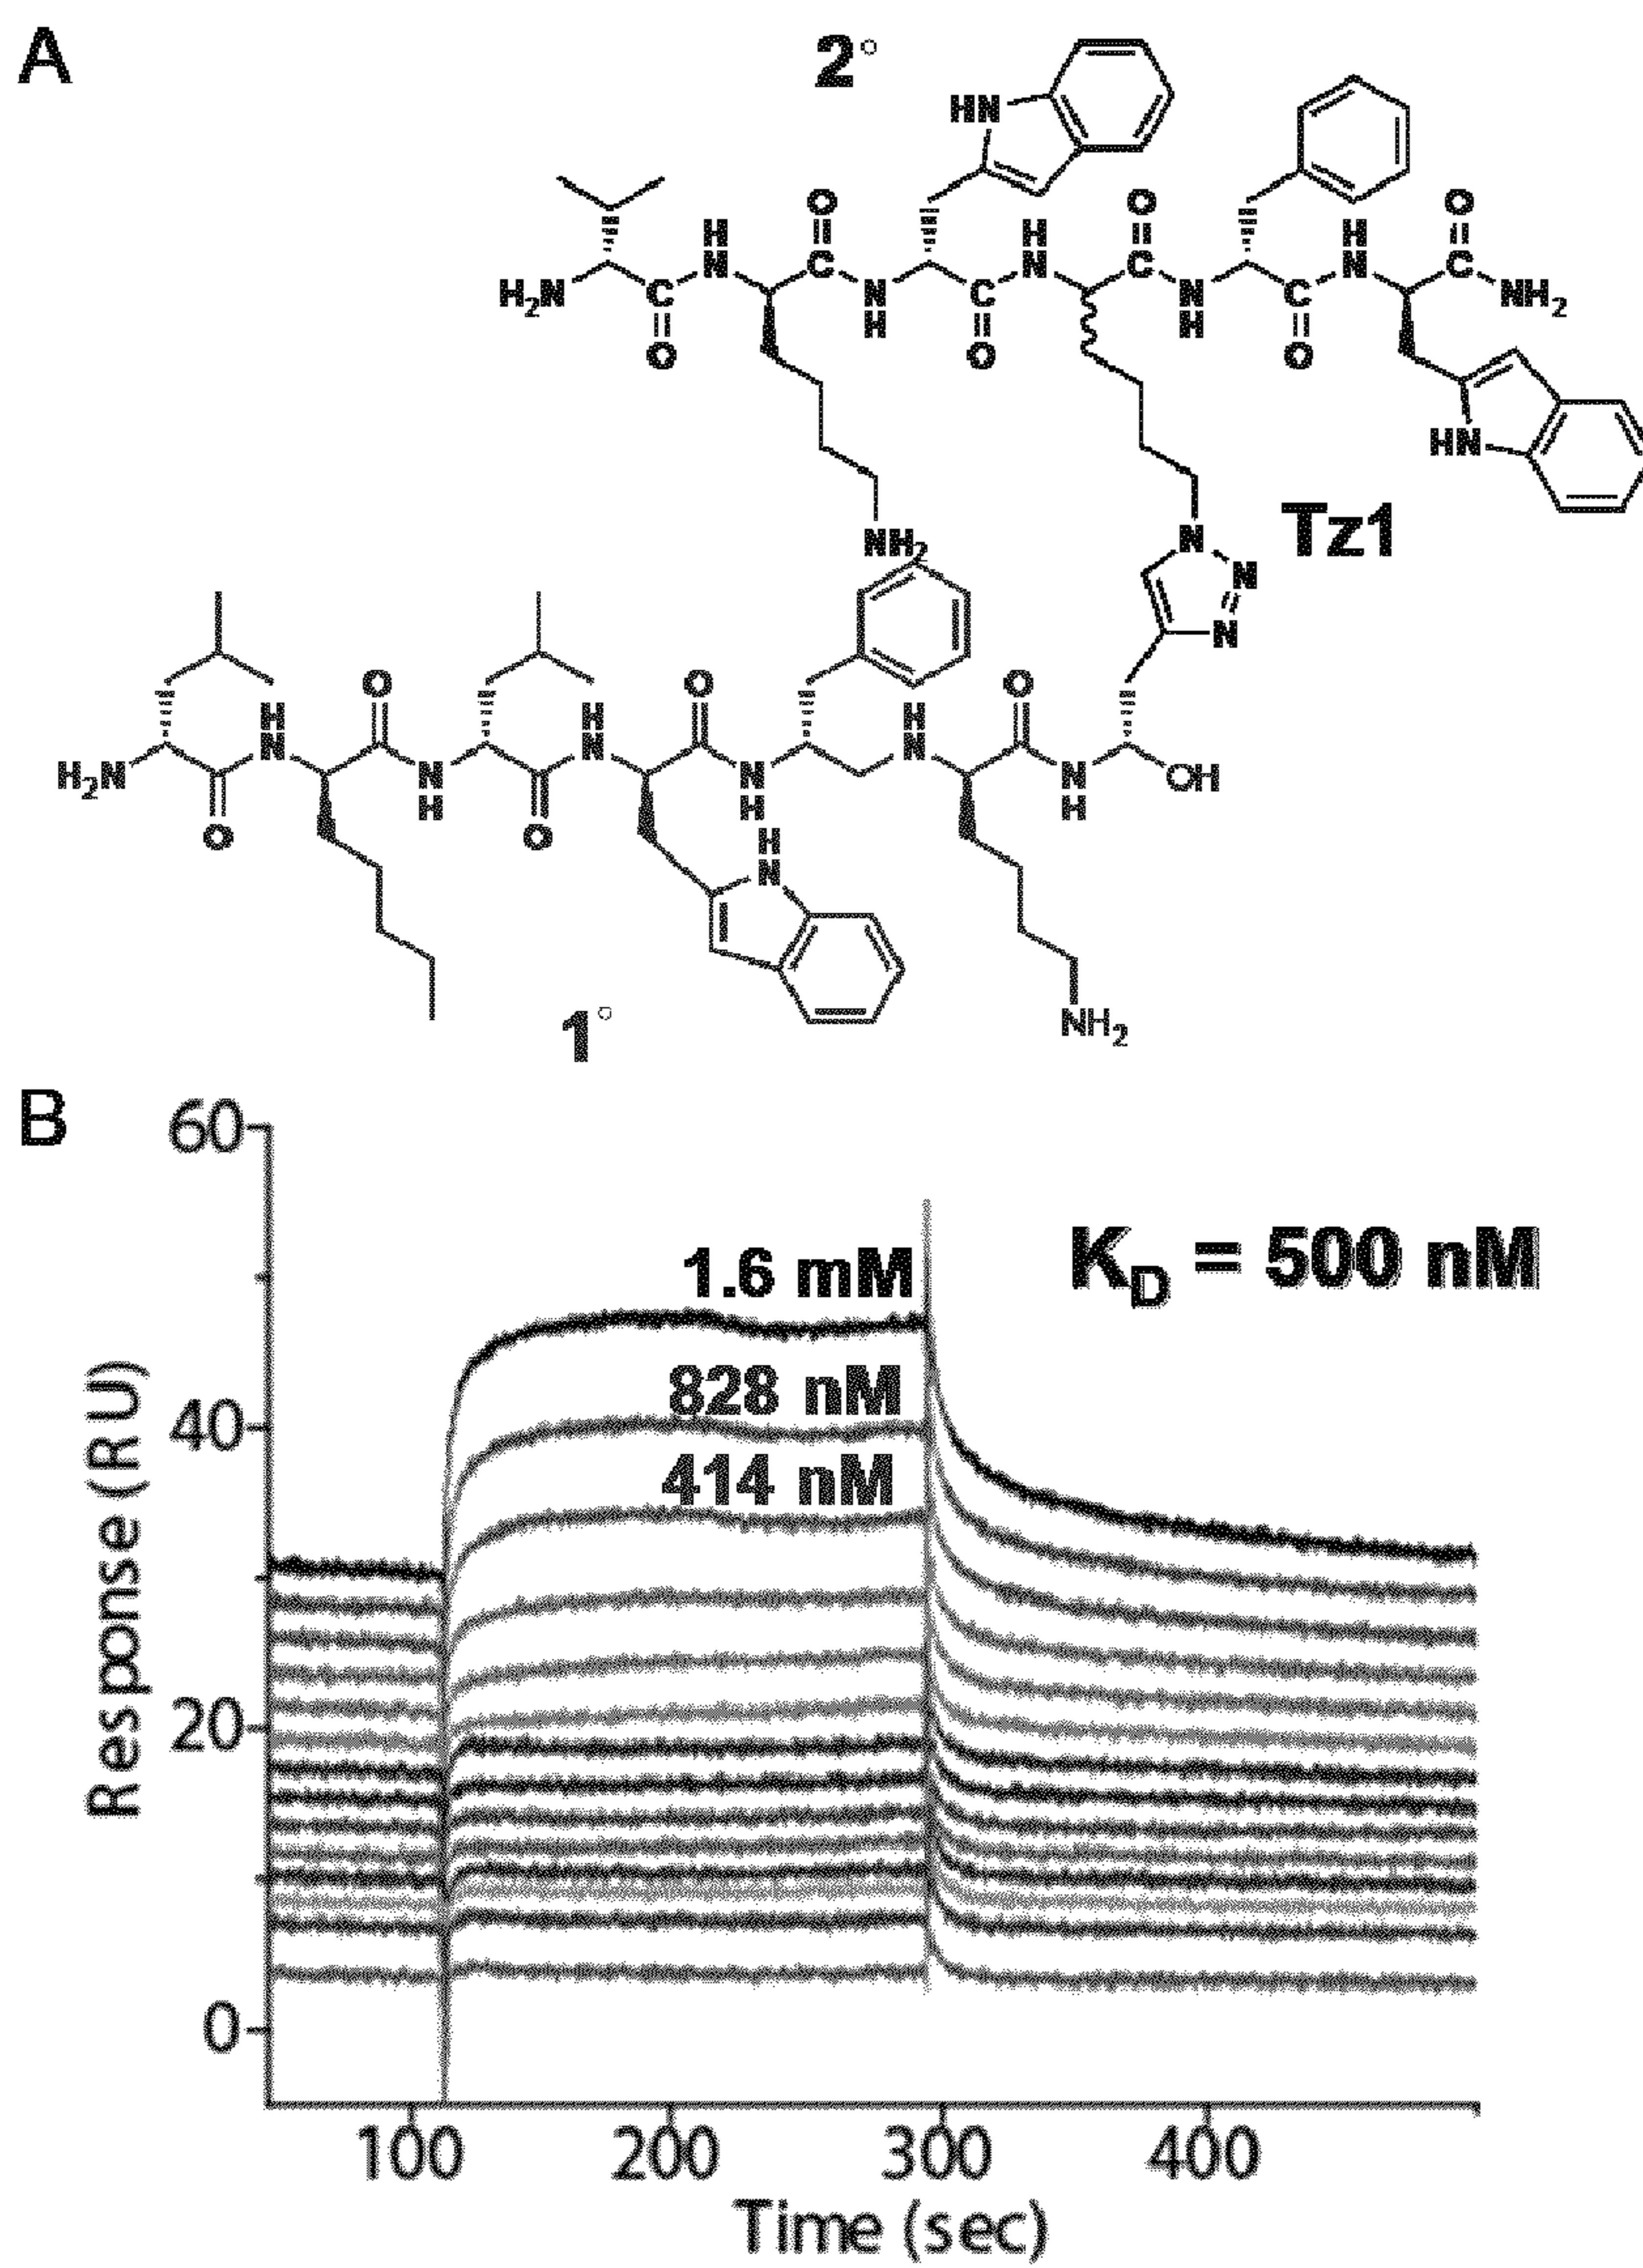 A
2°
HN
O
H
N
O
H
N
O
H
N
O
C
C
C
H2N
C
N
H
C
N
H
C
NH2
O
O
O
HN
NH2
N
Tz1
N
N
O
H
N
O
H
N
O
H
N
H2N
N
H
N
H
N
H
OH
O
O
H
N
NH2
1°
B
60
1.6 mM
KD = 500 nM
828 nM
40
414 nM
Response (RU)
20
0
100 200 300 400
Time (sec)